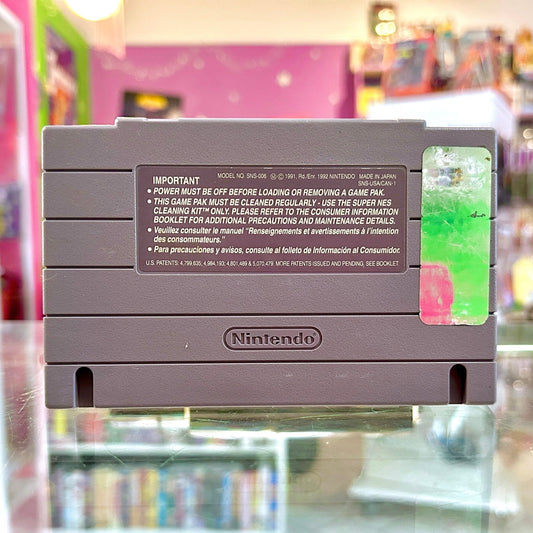 IMPORTANT MODEL NO. SNS-006 Ⓜ © 1991, Rd./Enr. 1992 NINTENDO MADE IN JAPAN
SNS-USA/CAN-1
• POWER MUST BE OFF BEFORE LOADING OR REMOVING A GAME PAK.
• THIS GAME PAK MUST BE CLEANED REGULARLY - USE THE SUPER NES
CLEANING KIT™ ONLY. PLEASE REFER TO THE CONSUMER INFORMATION
BOOKLET FOR ADDITIONAL PRECAUTIONS AND MAINTENANCE DETAILS.
• Veuillez consulter le manuel "Renseignements et avertissements à l'intention
des consommateurs."
• Para precauciones y avisos, consulte al folleto de Información al Consumidor.
U.S. PATENTS: 4,799,635; 4,984,193; 4,801,489 & 5,070,479. MORE PATENTS ISSUED AND PENDING, SEE BOOKLET
Nintendo